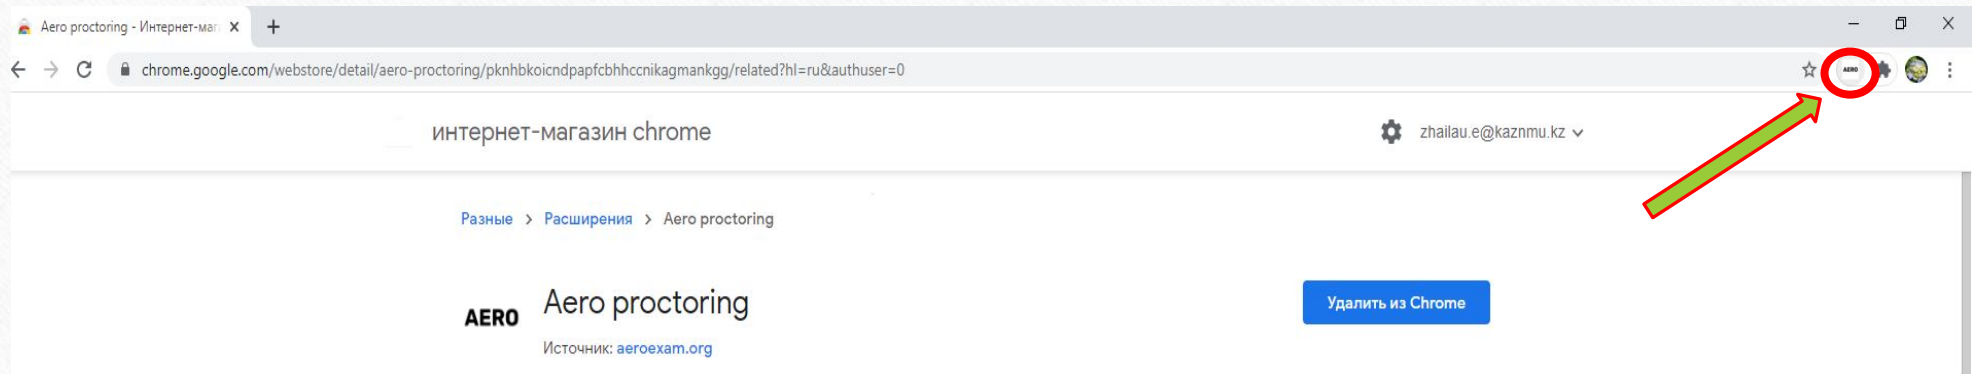 Aero proctoring - Интернет-маг
chrome.google.com/webstore/detail/aero-proctoring/pknhbkoicndpapfcbhhccnikagmankgg/related?hl=ru&authuser=0
AERO
интернет-магазин chrome
zhailau.e@kaznmu.kz
Разные > Расширения > Aero proctoring
AERO
Aero proctoring
Удалить из Chrome
Источник: aeroexam.org